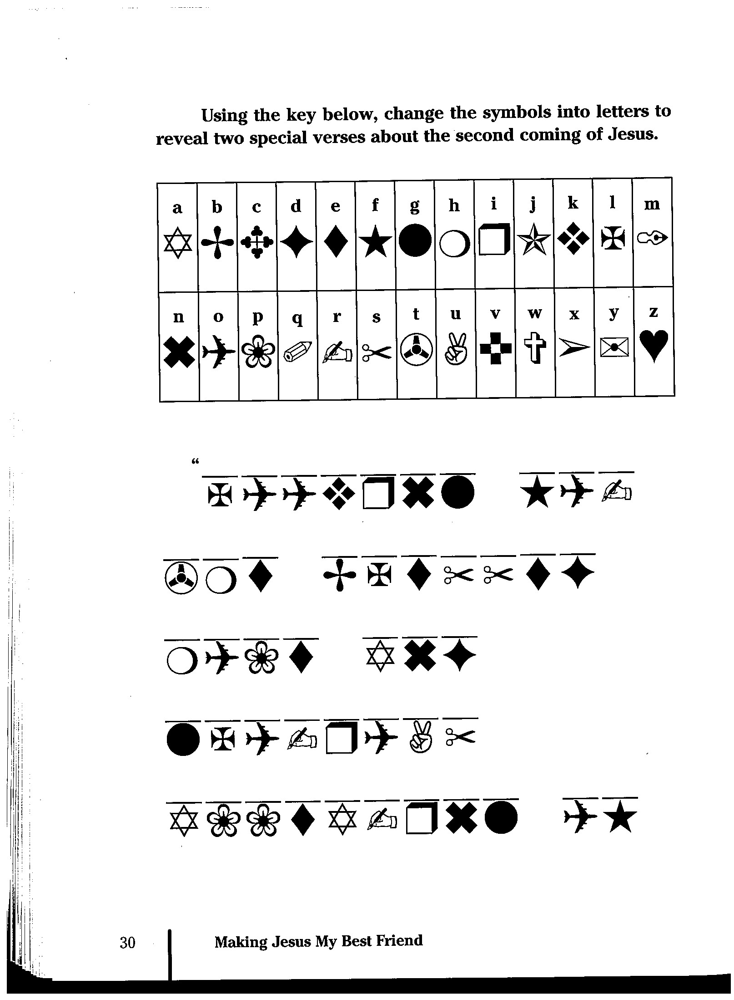 Using the key below, change the symbols into letters to
reveal two special verses about the second coming of Jesus.
a b c d e f g h i j k l m
n o p q r s t u v w x y z
“
30 Making Jesus My Best Friend